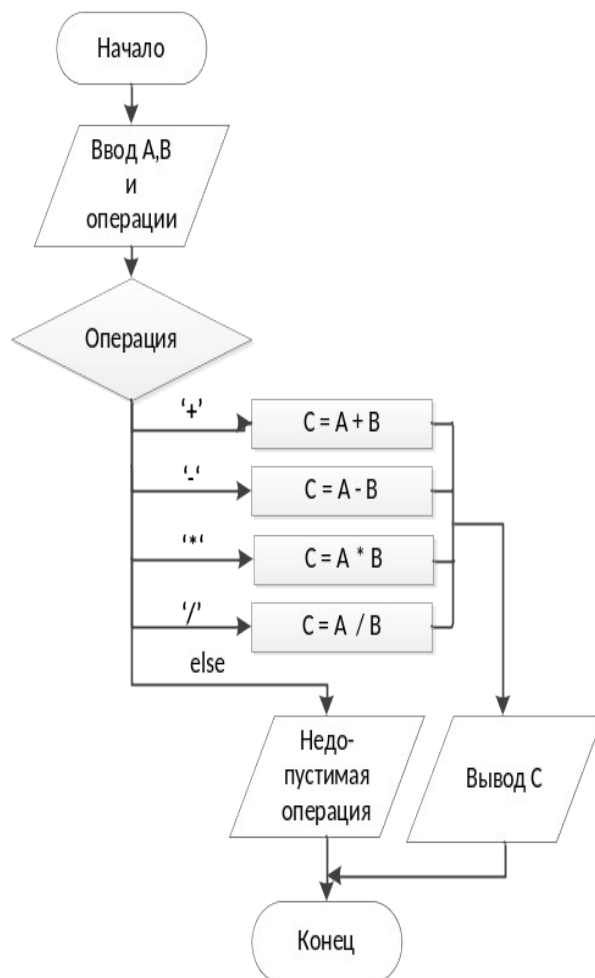 Начало
Ввод А,В
и
операции
Операция
‘+’
C = A + B
‘-‘
C = A - B
‘*‘
C = A * B
‘/’
C = A / B
else
Недо-
пустимая
операция
Вывод С
Конец